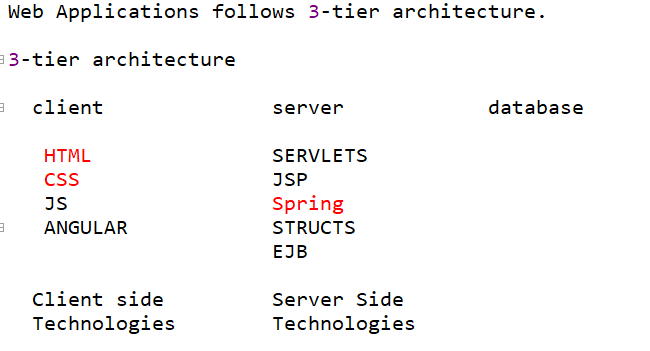 Web Applications follows 3-tier architecture.
3-tier architecture
client server database
HTML SERVLETS
CSS JSP
JS Spring
ANGULAR STRUCTS
EJB
Client side Server Side
Technologies Technologies